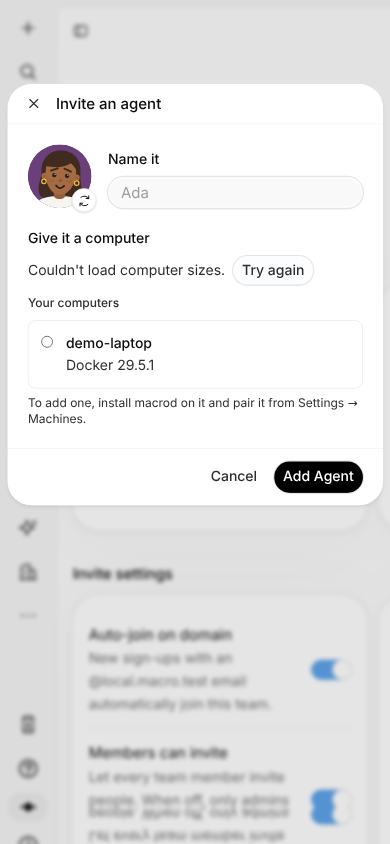 Invite an agent
Name it
Ada
Give it a computer
Couldn't load computer sizes.
Try again
Your computers
demo-laptop
Docker 29.5.1
To add one, install macrod on it and pair it from Settings →
Machines.
Cancel
Add Agent
Invite settings
Auto-join on domain
New sign-ups with an
@local.macro.test email
automatically join this team.
Members can invite
Let every team member invite
people. When off, only admins